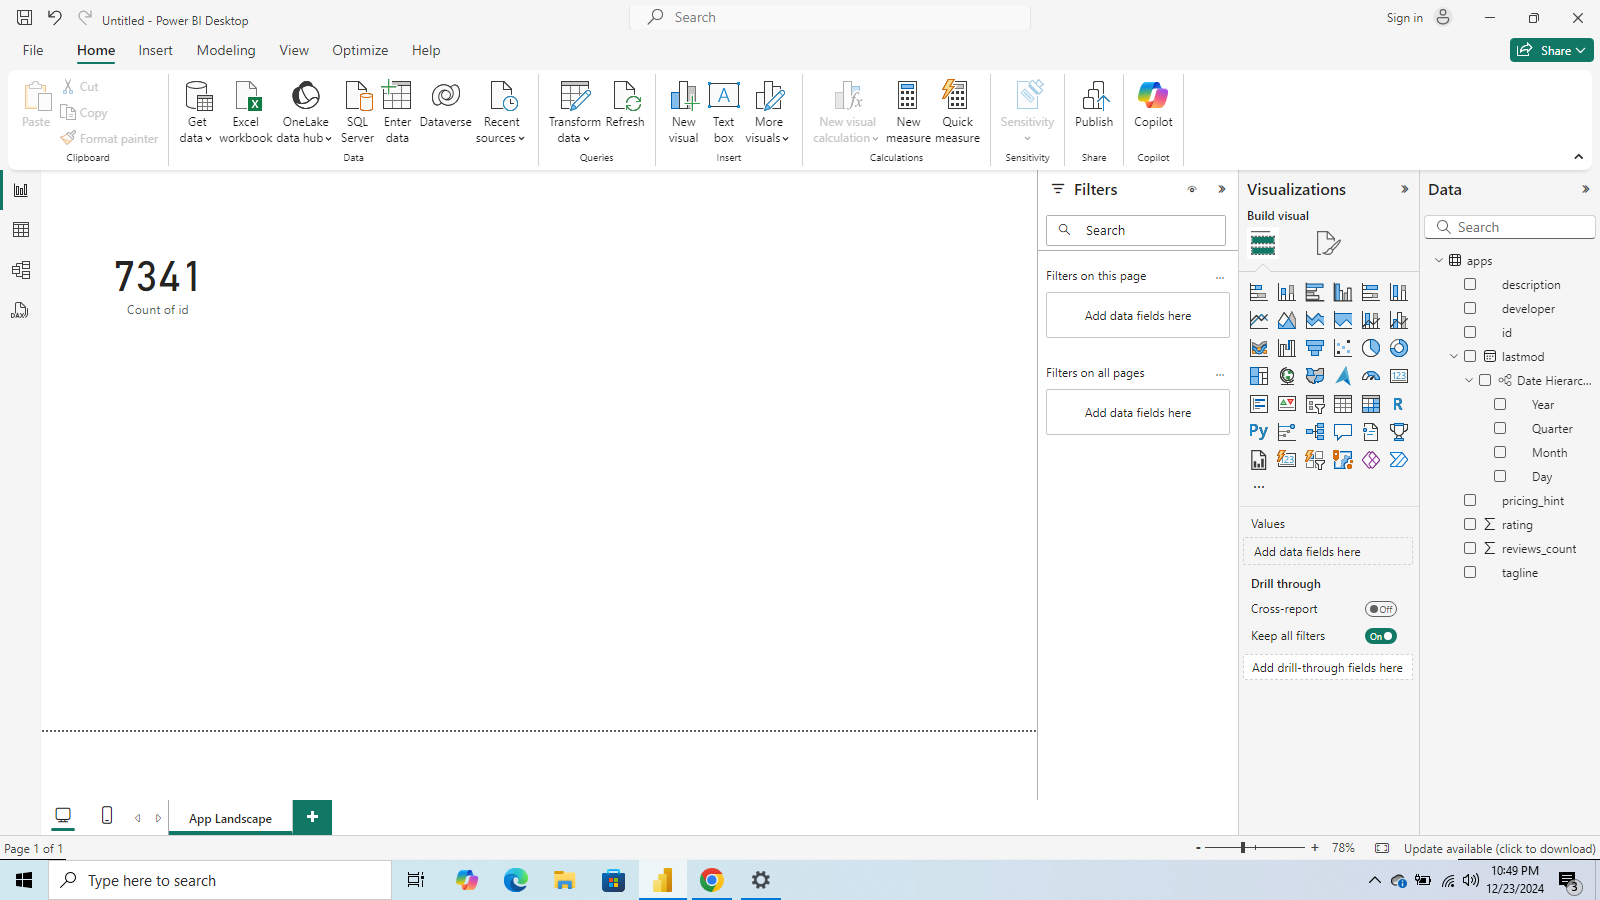 Untitled - Power BI Desktop
Search
Sign in
File Home Insert Modeling View Optimize Help
Share
Paste
Cut
Copy
Format painter
Clipboard
Get data
Excel workbook
OneLake data hub
SQL Server
Enter data
Dataverse
Recent sources
Data
Transform data
Refresh
Queries
New visual
Text box
More visuals
Insert
New visual calculation
New measure
Quick measure
Calculations
Sensitivity
Sensitivity
Publish
Share
Copilot
Copilot
7341
Count of id
Filters
Search
Filters on this page
...
Add data fields here
Filters on all pages
...
Add data fields here
Visualizations
Build visual
123
R
Py
123
...
Values
Add data fields here
Drill through
Cross-report
Off
Keep all filters
On
Add drill-through fields here
Data
Search
apps
description
developer
id
lastmod
Date Hierarc...
Year
Quarter
Month
Day
pricing_hint
rating
reviews_count
tagline
DAX
App Landscape
Page 1 of 1
- + 78%
Update available (click to download)
Type here to search
10:49 PM
12/23/2024
3